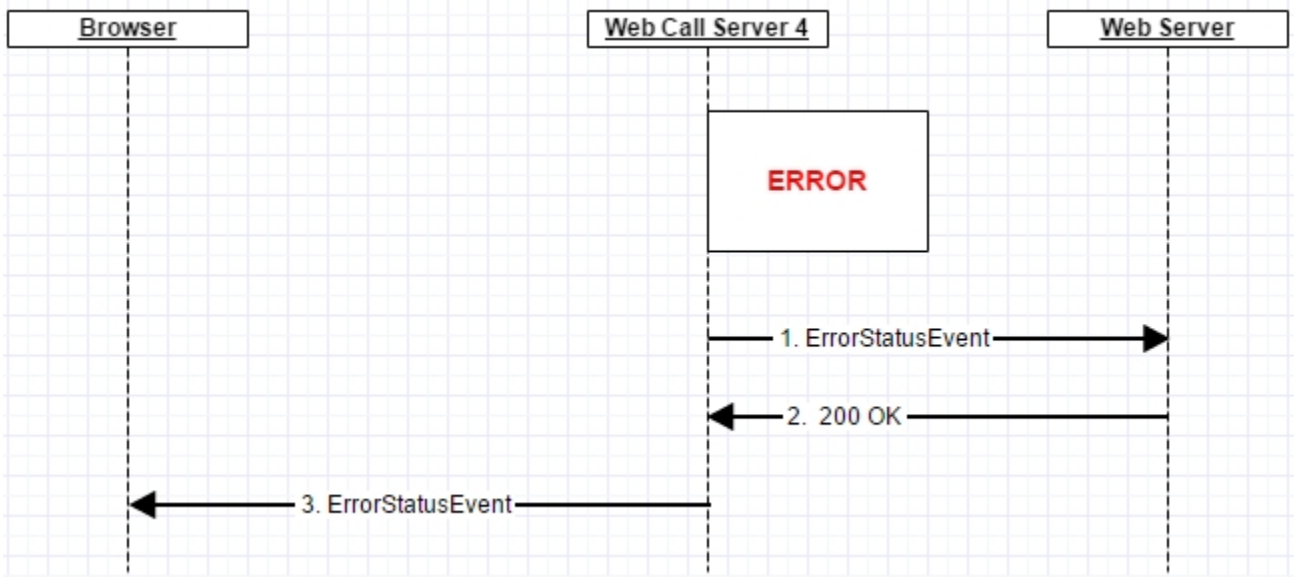 Browser
Web Call Server 4
Web Server
ERROR
1. ErrorStatusEvent
2. 200 OK
3. ErrorStatusEvent